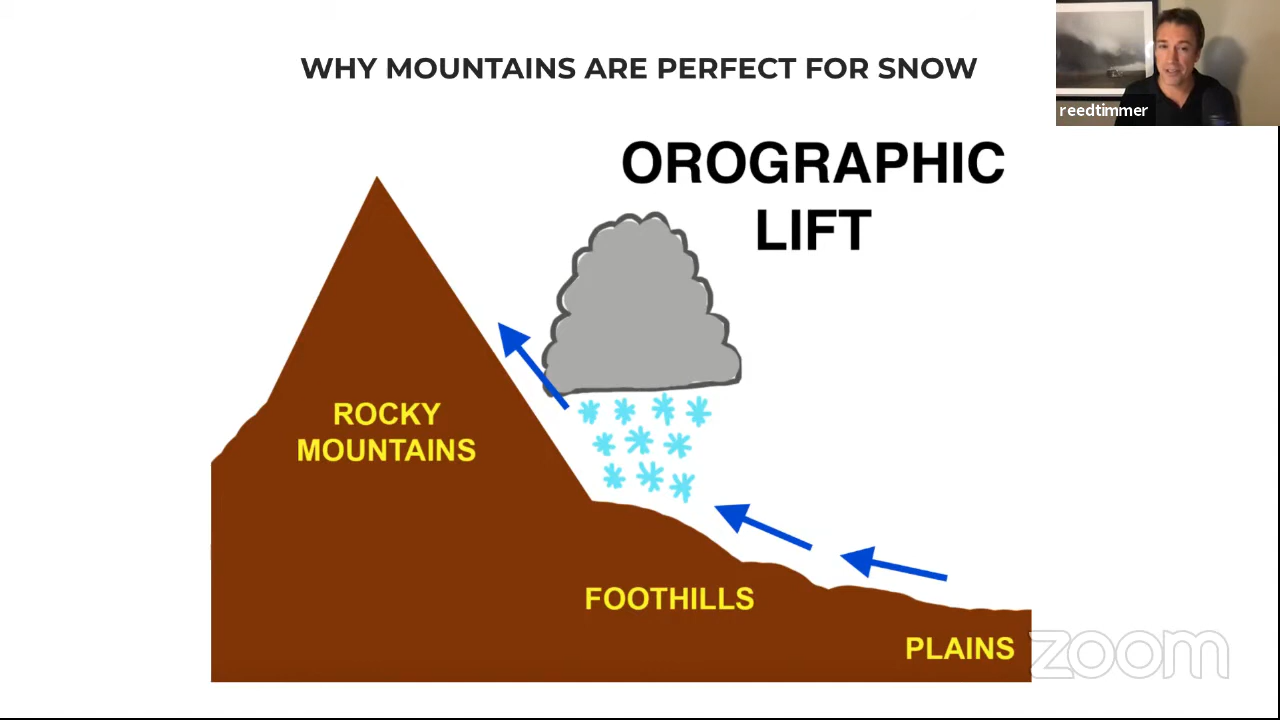 WHY MOUNTAINS ARE PERFECT FOR SNOW
reedtimmer
OROGRAPHIC
LIFT
ROCKY
MOUNTAINS
FOOTHILLS
PLAINS
zoom